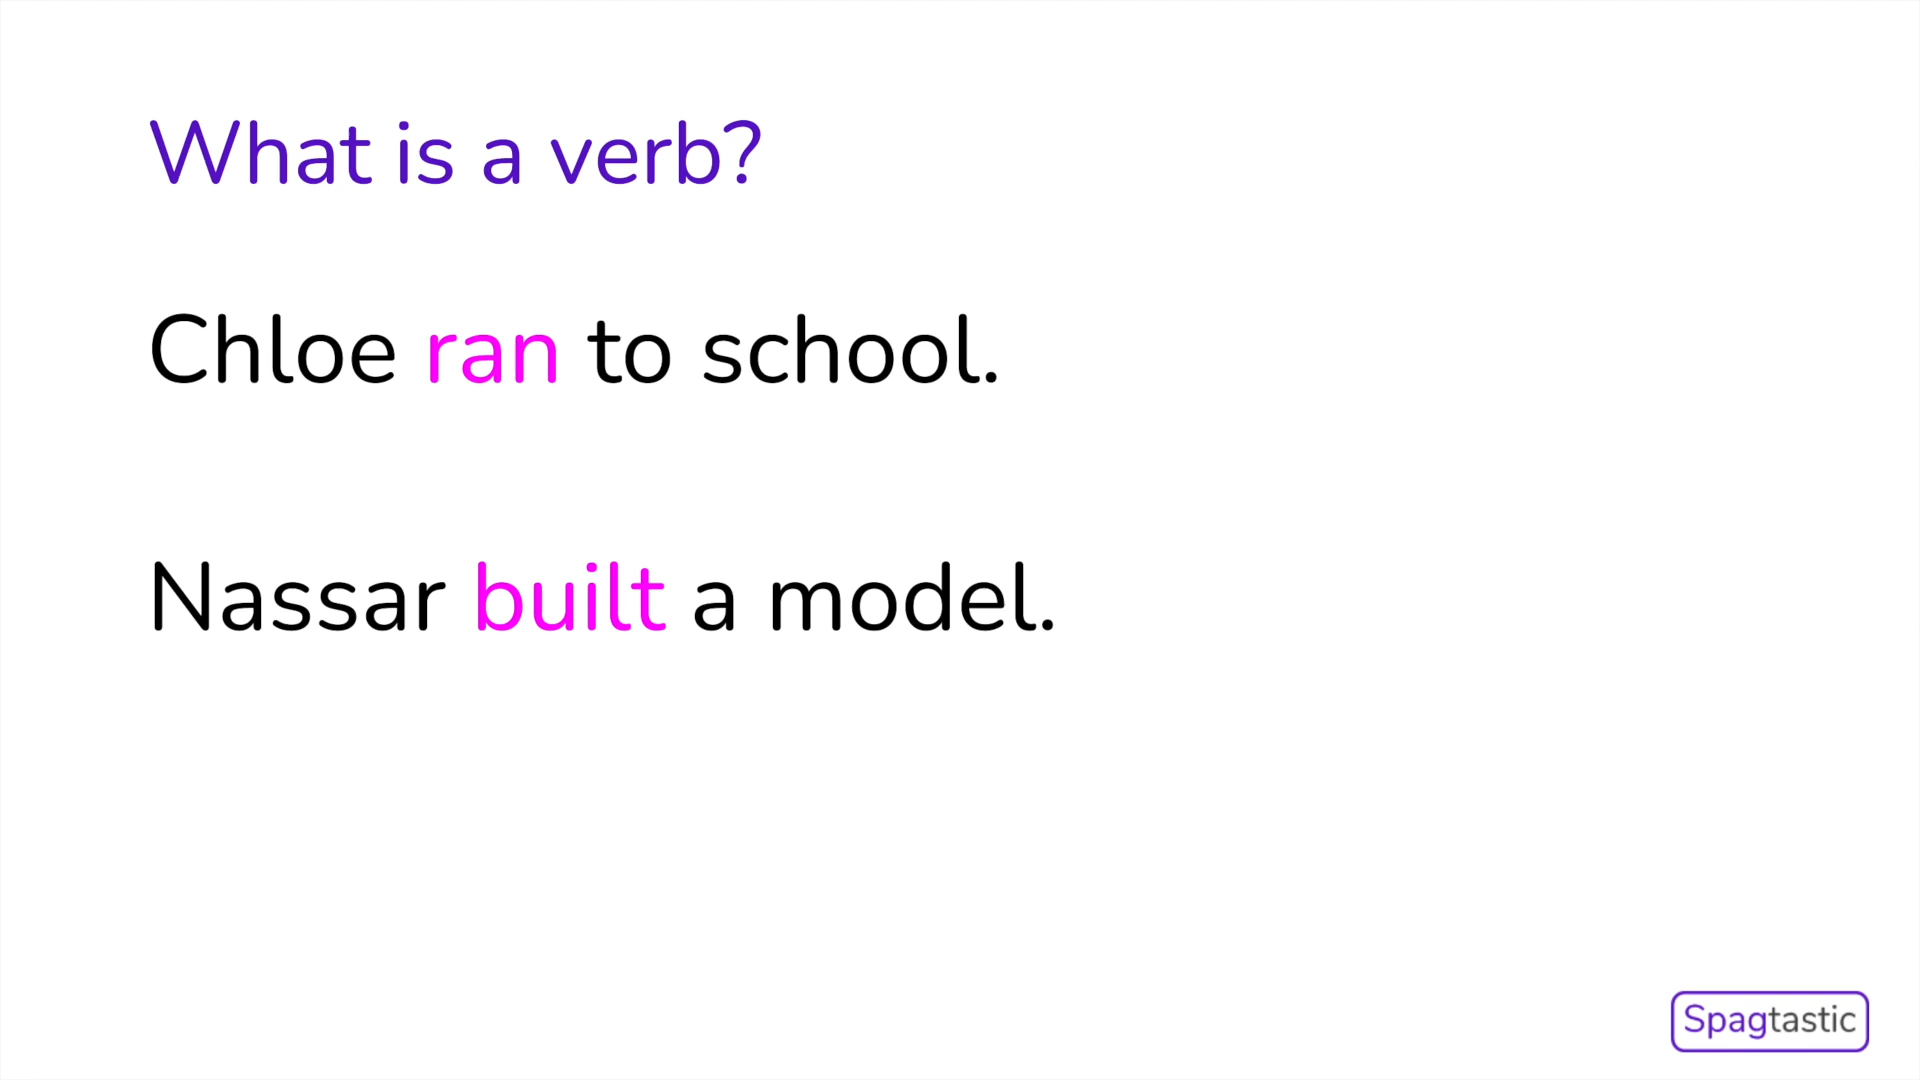 What is a verb?
Chloe ran to school.
Nassar built a model.
Spagtastic